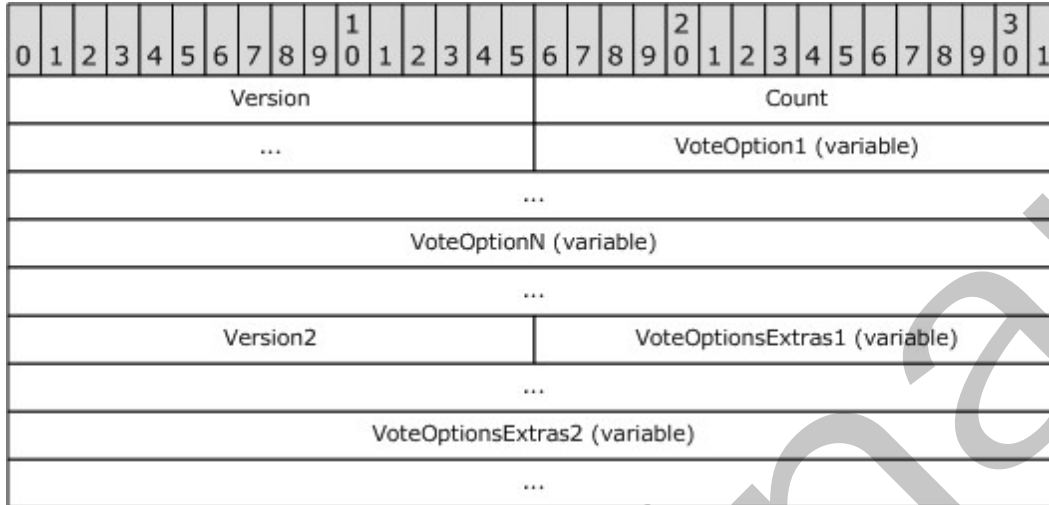 1 2 3
0 1 2 3 4 5 6 7 8 9 0 1 2 3 4 5 6 7 8 9 0 1 2 3 4 5 6 7 8 9 0 1
Version Count
... VoteOption1 (variable)
...
VoteOptionN (variable)
...
Version2 VoteOptionsExtras1 (variable)
...
VoteOptionsExtras2 (variable)
...